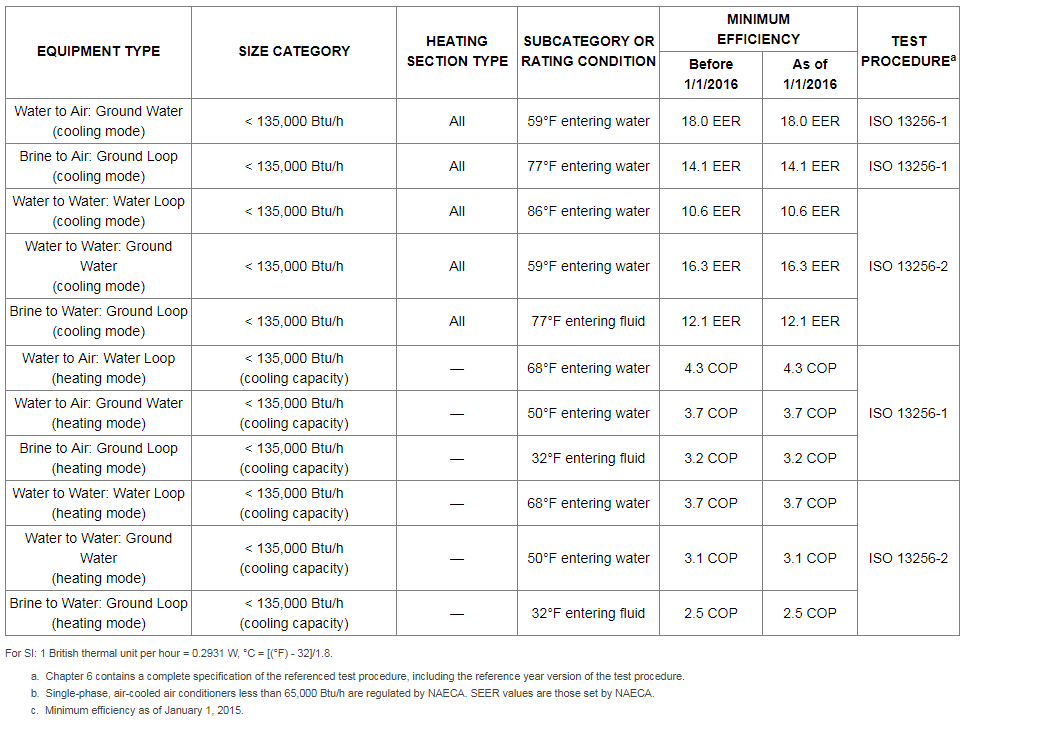 EQUIPMENT TYPE
SIZE CATEGORY
HEATING
SECTION TYPE
SUBCATEGORY OR
RATING CONDITION
MINIMUM
EFFICIENCY
Before
1/1/2016
As of
1/1/2016
TEST
PROCEDUREᵃ
Water to Air: Ground Water
(cooling mode)
< 135,000 Btu/h
All
59°F entering water
18.0 EER
18.0 EER
ISO 13256-1
Brine to Air: Ground Loop
(cooling mode)
< 135,000 Btu/h
All
77°F entering water
14.1 EER
14.1 EER
ISO 13256-1
Water to Water: Water Loop
(cooling mode)
< 135,000 Btu/h
All
86°F entering water
10.6 EER
10.6 EER
Water to Water: Ground
Water
(cooling mode)
< 135,000 Btu/h
All
59°F entering water
16.3 EER
16.3 EER
ISO 13256-2
Brine to Water: Ground Loop
(cooling mode)
< 135,000 Btu/h
All
77°F entering fluid
12.1 EER
12.1 EER
Water to Air: Water Loop
(heating mode)
< 135,000 Btu/h
(cooling capacity)
—
68°F entering water
4.3 COP
4.3 COP
Water to Air: Ground Water
(heating mode)
< 135,000 Btu/h
(cooling capacity)
—
50°F entering water
3.7 COP
3.7 COP
ISO 13256-1
Brine to Air: Ground Loop
(heating mode)
< 135,000 Btu/h
(cooling capacity)
—
32°F entering fluid
3.2 COP
3.2 COP
Water to Water: Water Loop
(heating mode)
< 135,000 Btu/h
(cooling capacity)
—
68°F entering water
3.7 COP
3.7 COP
Water to Water: Ground
Water
(heating mode)
< 135,000 Btu/h
(cooling capacity)
—
50°F entering water
3.1 COP
3.1 COP
ISO 13256-2
Brine to Water: Ground Loop
(heating mode)
< 135,000 Btu/h
(cooling capacity)
—
32°F entering fluid
2.5 COP
2.5 COP
For SI: 1 British thermal unit per hour = 0.2931 W, °C = [(°F) - 32]/1.8.
a. Chapter 6 contains a complete specification of the referenced test procedure, including the reference year version of the test procedure.
b. Single-phase, air-cooled air conditioners less than 65,000 Btu/h are regulated by NAECA. SEER values are those set by NAECA.
c. Minimum efficiency as of January 1, 2015.